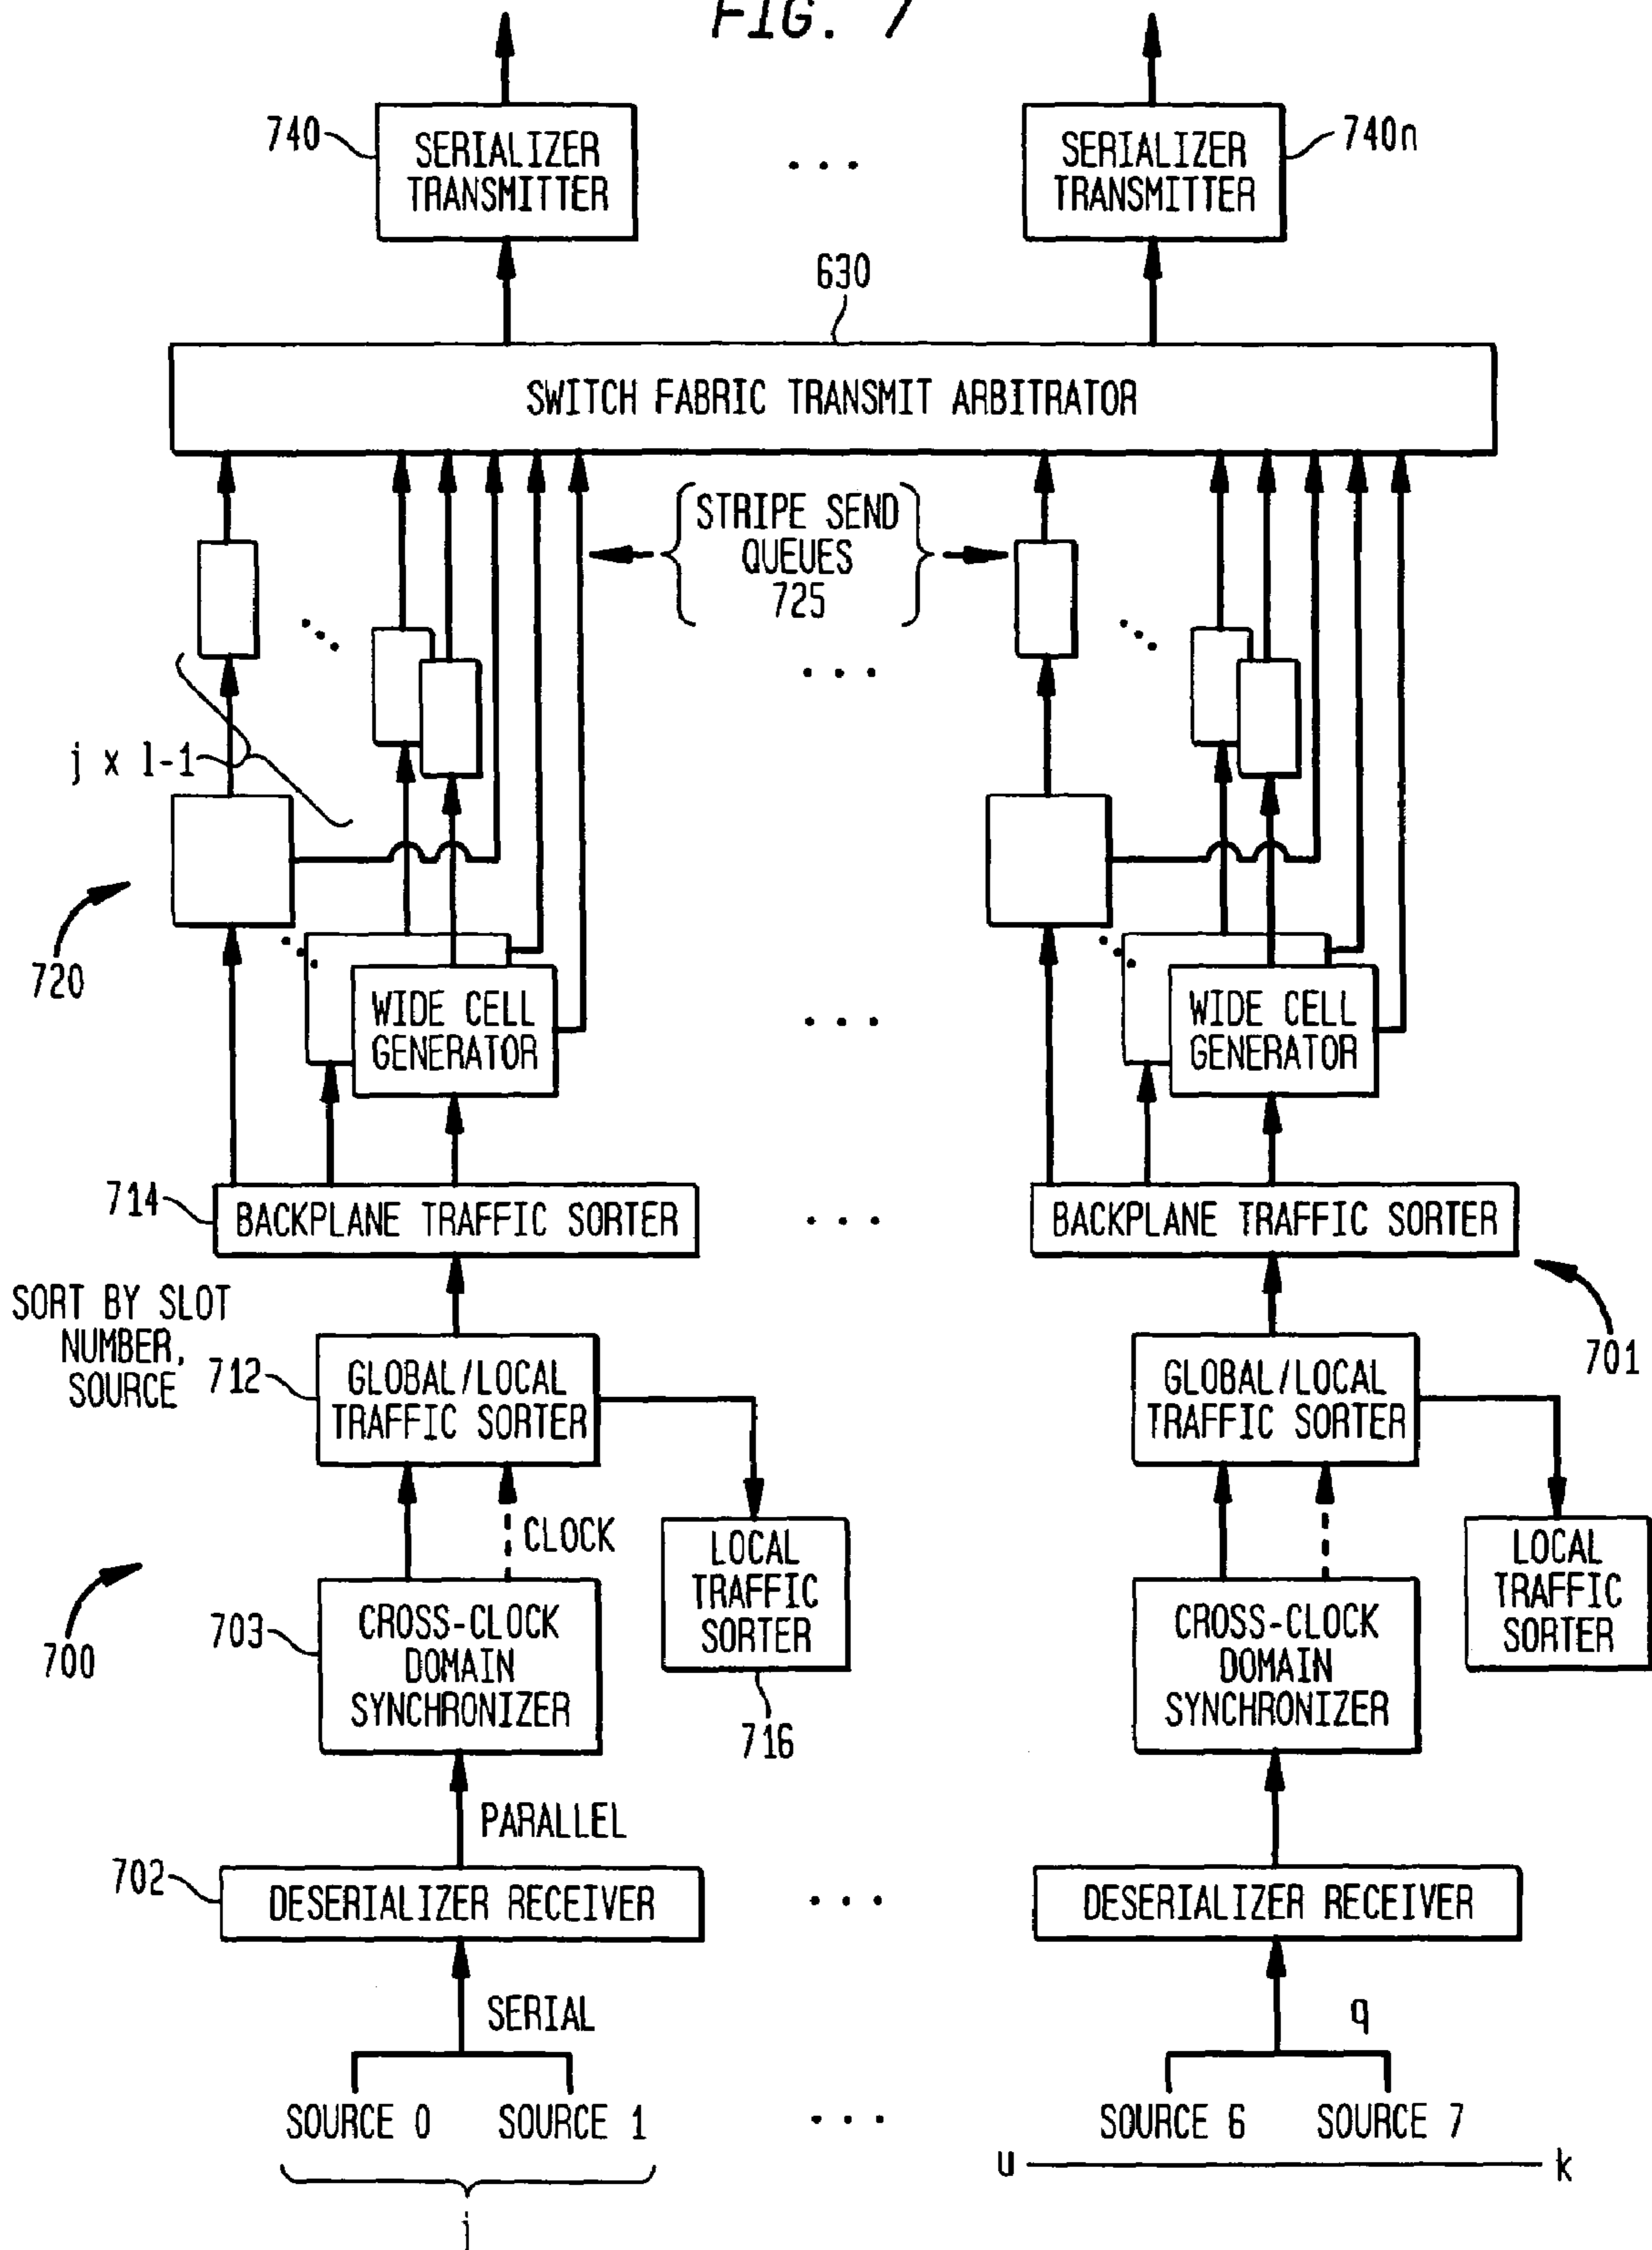 FIG. 7
740
SERIALIZER
TRANSMITTER
...
SERIALIZER
TRANSMITTER
740n
630
SWITCH FABRIC TRANSMIT ARBITRATOR
STRIPE SEND
QUEUES
725
...
j x l-1
720
WIDE CELL
GENERATOR
...
WIDE CELL
GENERATOR
714
BACKPLANE TRAFFIC SORTER
...
BACKPLANE TRAFFIC SORTER
701
SORT BY SLOT
NUMBER,
SOURCE
712
GLOBAL/LOCAL
TRAFFIC SORTER
GLOBAL/LOCAL
TRAFFIC SORTER
CLOCK
LOCAL
TRAFFIC
SORTER
716
LOCAL
TRAFFIC
SORTER
700
703
CROSS-CLOCK
DOMAIN
SYNCHRONIZER
CROSS-CLOCK
DOMAIN
SYNCHRONIZER
PARALLEL
702
DESERIALIZER RECEIVER
...
DESERIALIZER RECEIVER
SERIAL
q
SOURCE 0 SOURCE 1
...
SOURCE 6 SOURCE 7
u
k
j